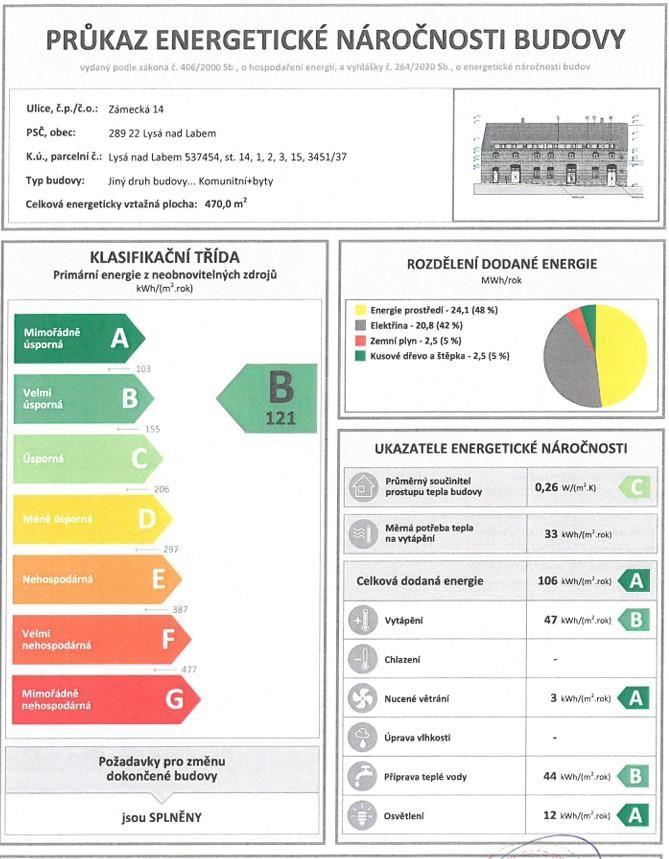 PRŮKAZ ENERGETICKÉ NÁROČNOSTI BUDOVY
vydaný podle zákona č. 406/2000 Sb., o hospodaření energií, a vyhlášky č. 264/2020 Sb., o energetické náročnosti budov
Ulice, č.p./č.o.: Zámecká 14
PSČ, obec: 289 22 Lysá nad Labem
K.ú., parcelní č.: Lysá nad Labem 537454, st. 14, 1, 2, 3, 15, 3451/37
Typ budovy: Jiný druh budovy... Komunitní+byty
Celková energeticky vztažná plocha: 470,0 m²
KLASIFIKAČNÍ TŘÍDA
Primární energie z neobnovitelných zdrojů
kWh/(m².rok)
Mimořádně úsporná A
103
Velmi úsporná B
155
Úsporná C
206
Méně úsporná D
297
Nehospodárná E
387
Velmi nehospodárná F
477
Mimořádně nehospodárná G
B
121
Požadavky pro změnu
dokončené budovy
jsou SPLNĚNY
ROZDĚLENÍ DODANÉ ENERGIE
MWh/rok
Energie prostředí - 24,1 (48 %)
Elektřina - 20,8 (42 %)
Zemní plyn - 2,5 (5 %)
Kusové dřevo a štěpka - 2,5 (5 %)
UKAZATELE ENERGETICKÉ NÁROČNOSTI
Průměrný součinitel
prostupu tepla budovy 0,26 W/(m².K) C
Měrná potřeba tepla
na vytápění 33 kWh/(m².rok)
Celková dodaná energie 106 kWh/(m².rok) A
Vytápění 47 kWh/(m².rok) B
Chlazení -
Nucené větrání 3 kWh/(m².rok) A
Úprava vlhkosti -
Příprava teplé vody 44 kWh/(m².rok) B
Osvětlení 12 kWh/(m².rok) A